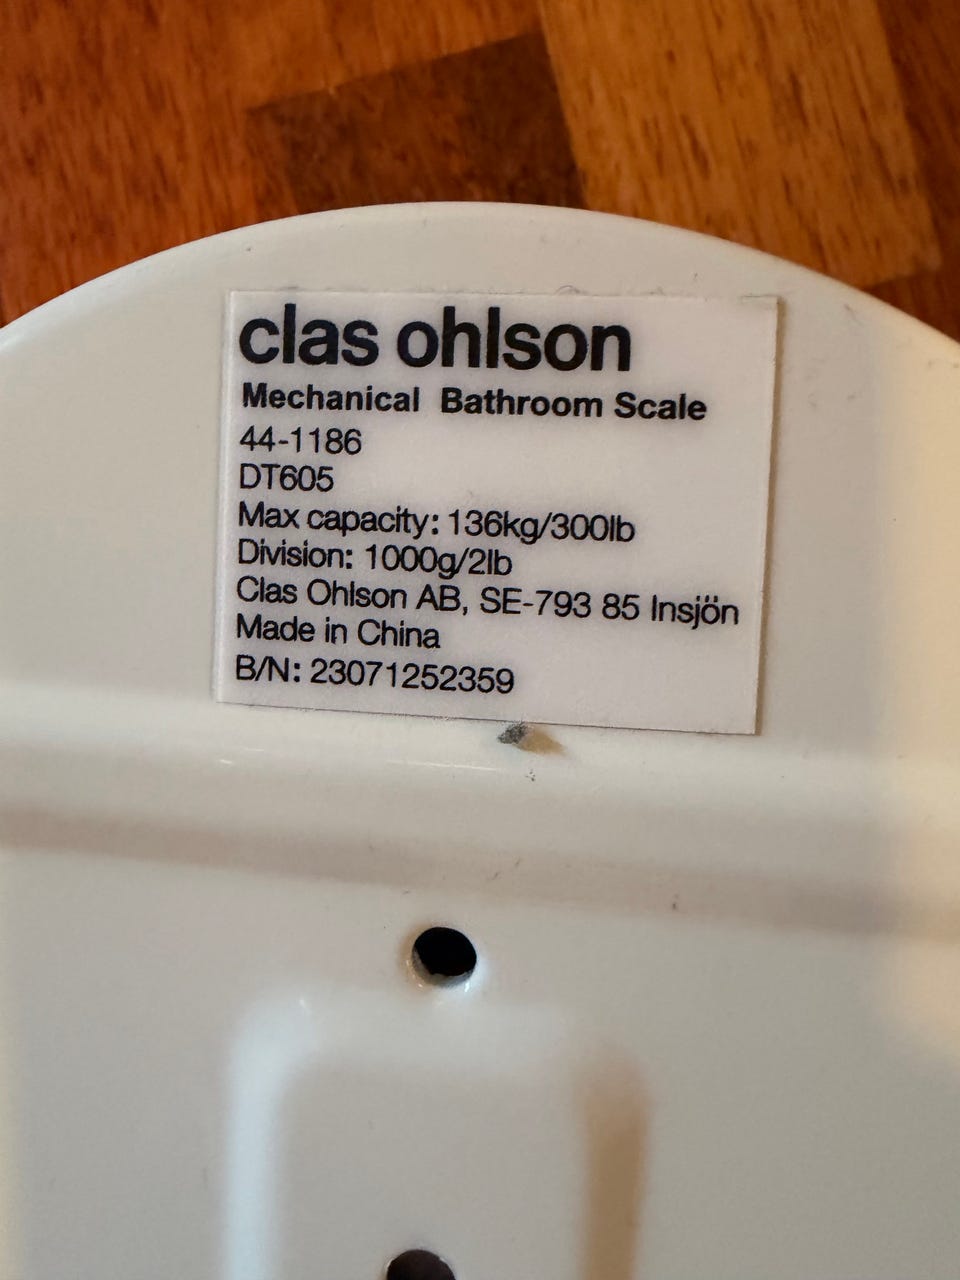 clas ohlson
Mechanical Bathroom Scale
44-1186
DT605
Max capacity: 136kg/300lb
Division: 1000g/2lb
Clas Ohlson AB, SE-793 85 Insjön
Made in China
B/N: 23071252359